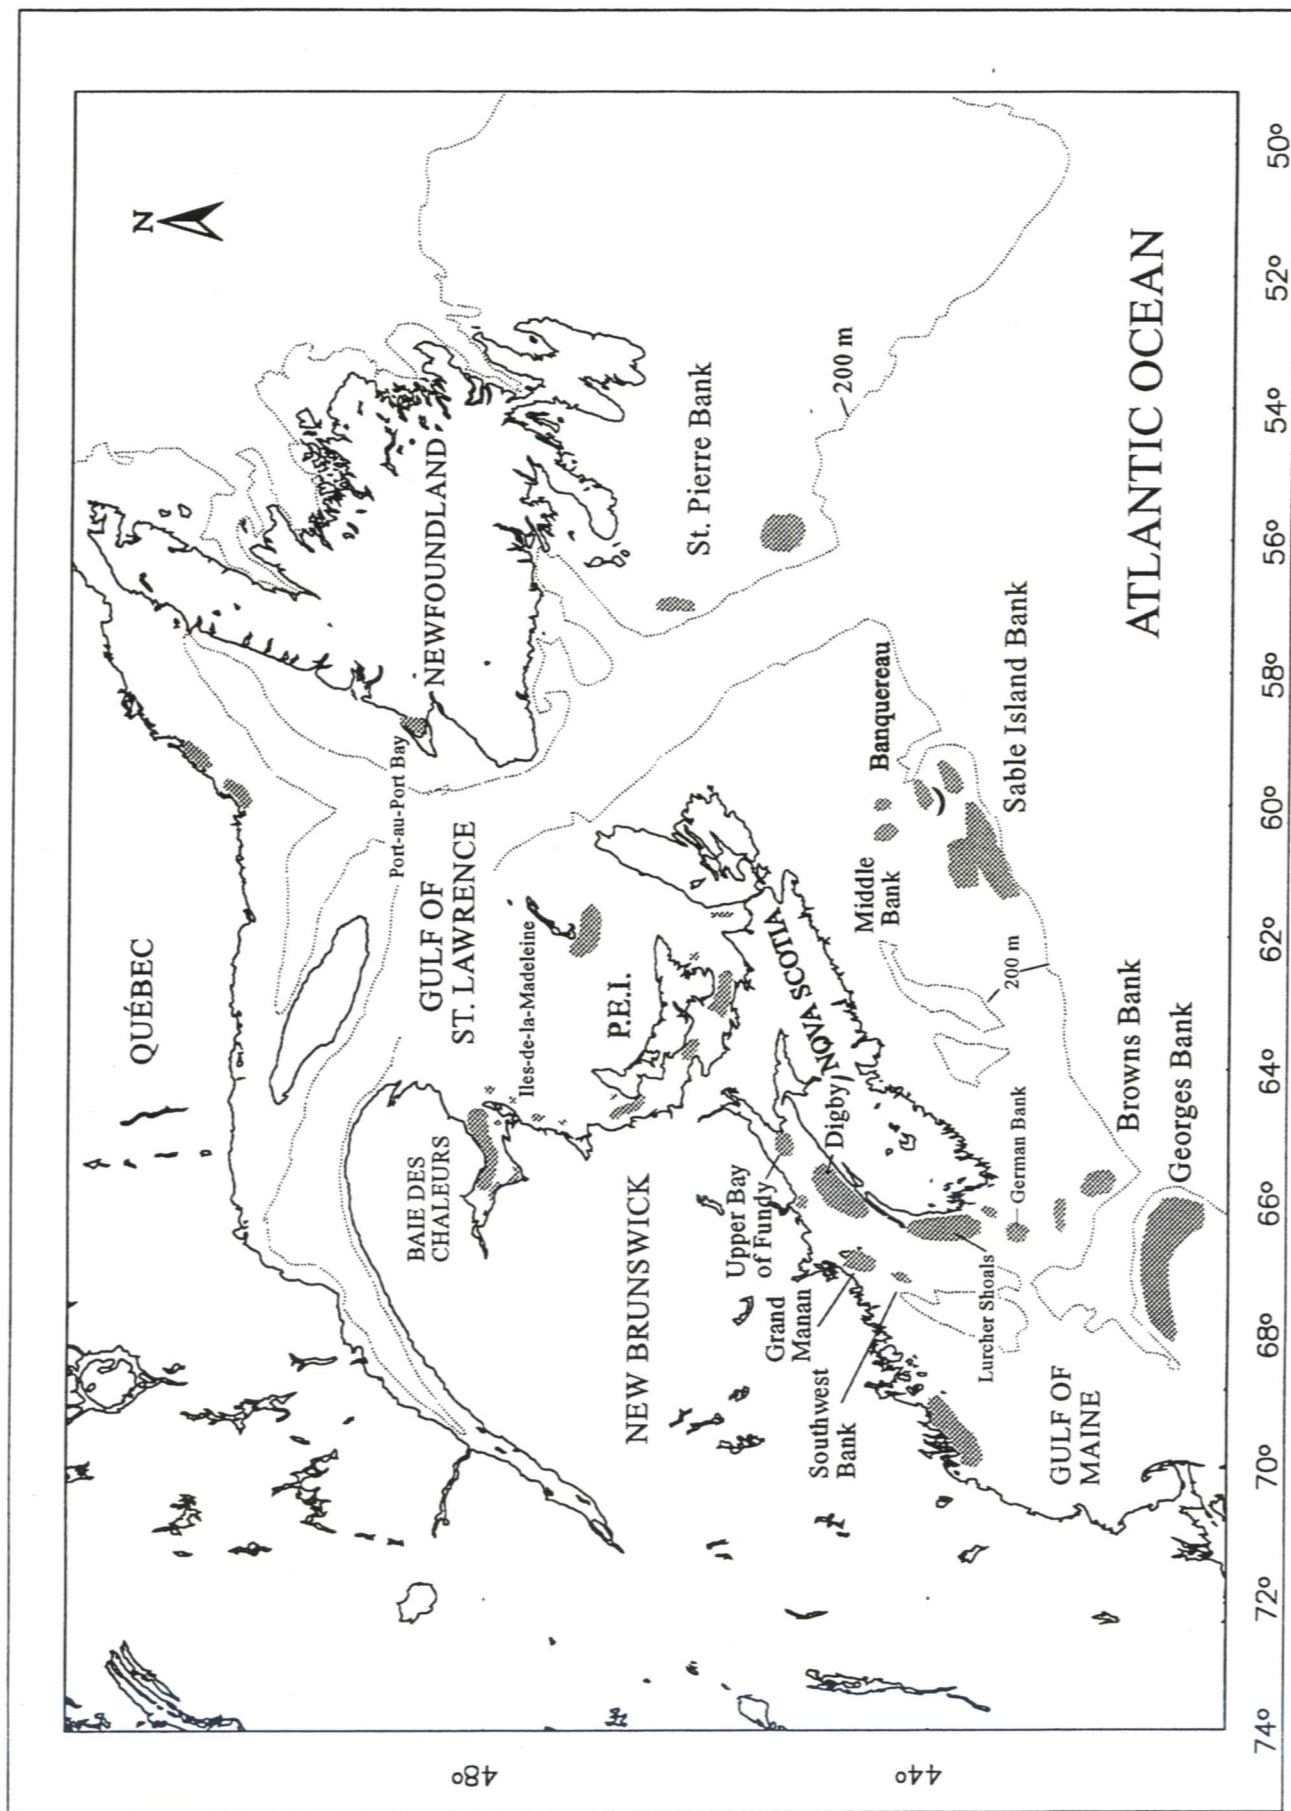 N
QUÉBEC
NEWFOUNDLAND
Port-au-Port Bay
GULF OF
ST. LAWRENCE
BAIE DES
CHALEURS
Iles-de-la-Madeleine
St. Pierre Bank
P.E.I.
NEW BRUNSWICK
Upper Bay
of Fundy
NOVA SCOTIA
Digby
Grand
Manan
Southwest
Bank
Middle
Bank
Banquereau
200 m
Sable Island Bank
200 m
German Bank
Lurcher Shoals
GULF OF
MAINE
Browns Bank
Georges Bank
ATLANTIC OCEAN
48°
44°
74°
72°
70°
68°
66°
64°
62°
60°
58°
56°
54°
52°
50°